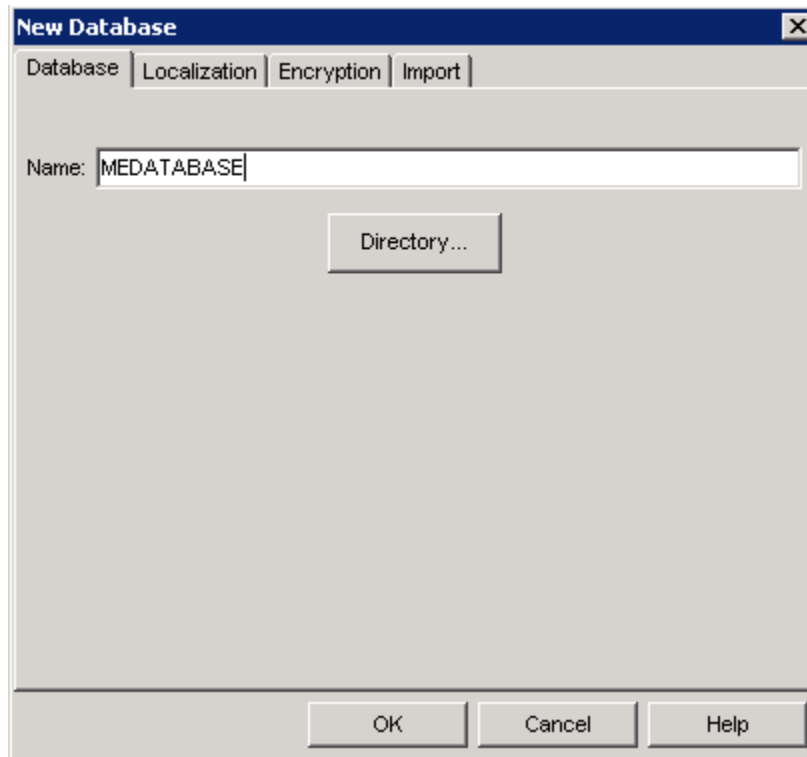 New Database
Database Localization Encryption Import
Name: MEDATABASE
Directory...
OK Cancel Help